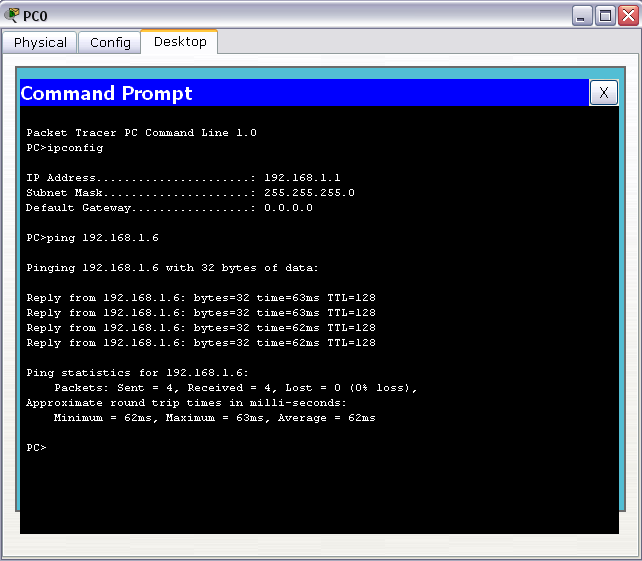 PC0
Physical Config Desktop
Command Prompt X
Packet Tracer PC Command Line 1.0
PC>ipconfig
IP Address......................: 192.168.1.1
Subnet Mask.....................: 255.255.255.0
Default Gateway.................: 0.0.0.0
PC>ping 192.168.1.6
Pinging 192.168.1.6 with 32 bytes of data:
Reply from 192.168.1.6: bytes=32 time=63ms TTL=128
Reply from 192.168.1.6: bytes=32 time=63ms TTL=128
Reply from 192.168.1.6: bytes=32 time=62ms TTL=128
Reply from 192.168.1.6: bytes=32 time=62ms TTL=128
Ping statistics for 192.168.1.6:
    Packets: Sent = 4, Received = 4, Lost = 0 (0% loss),
Approximate round trip times in milli-seconds:
    Minimum = 62ms, Maximum = 63ms, Average = 62ms
PC>